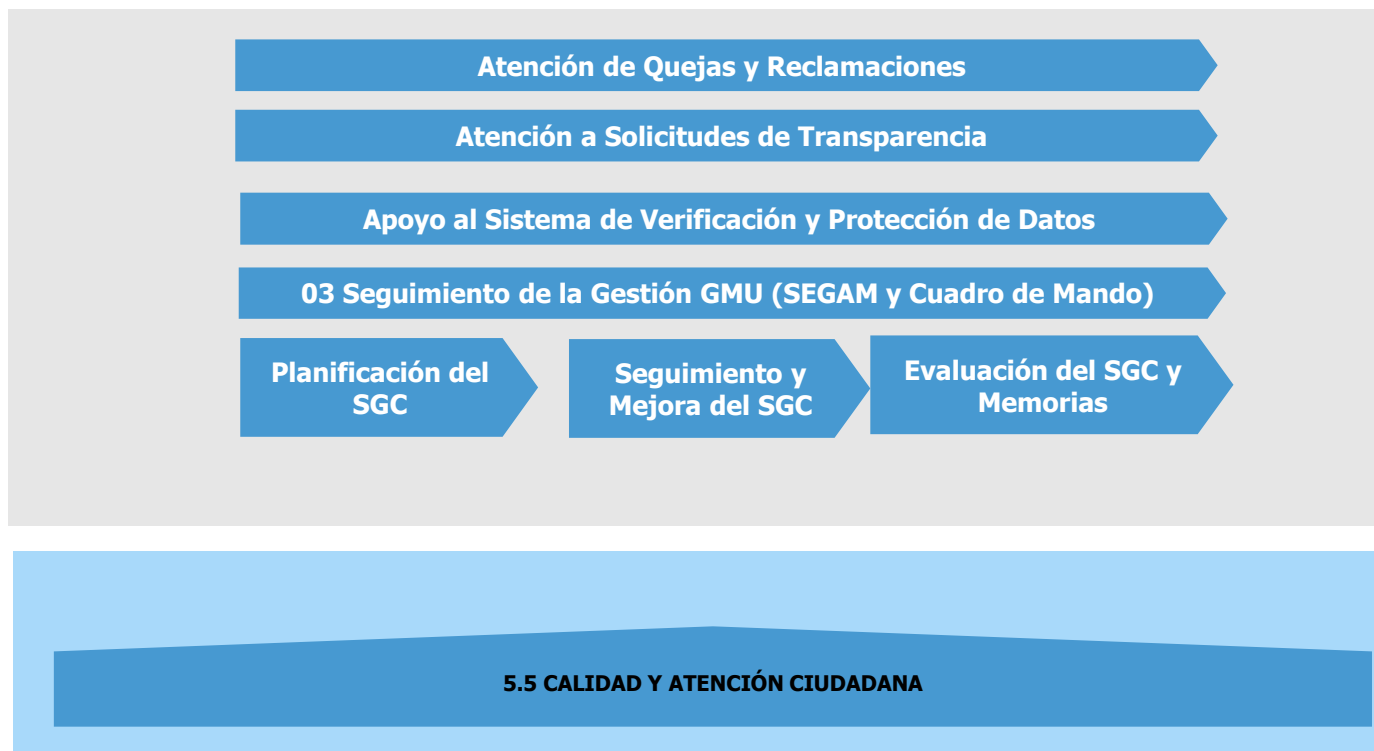 Atención de Quejas y Reclamaciones
Atención a Solicitudes de Transparencia
Apoyo al Sistema de Verificación y Protección de Datos
03 Seguimiento de la Gestión GMU (SEGAM y Cuadro de Mando)
Planificación del
SGC
Seguimiento y
Mejora del SGC
Evaluación del SGC y
Memorias
5.5 CALIDAD Y ATENCIÓN CIUDADANA